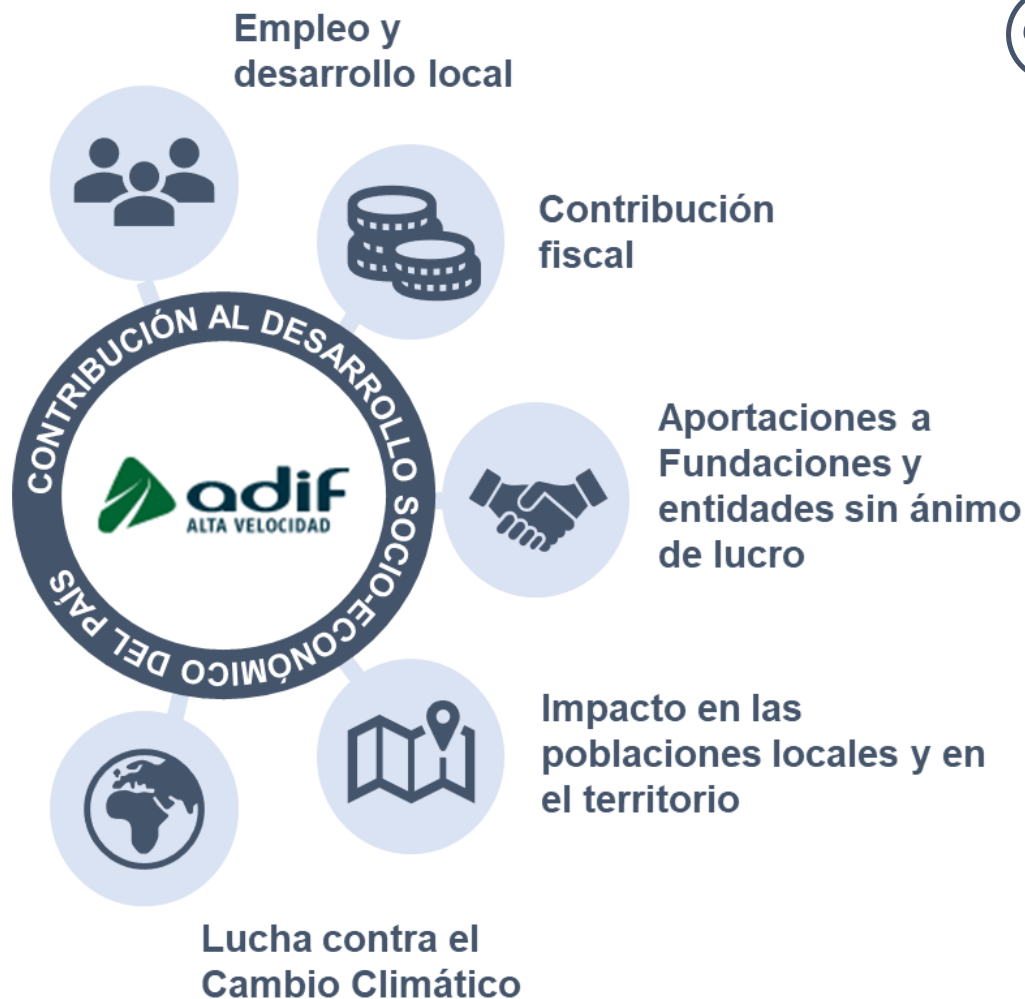 Empleo y
desarrollo local
Contribución
fiscal
CONTRIBUCIÓN AL DESARROLLO SOCIO-ECONÓMICO DEL PAÍS
adif
ALTA VELOCIDAD
Aportaciones a
Fundaciones y
entidades sin ánimo
de lucro
Impacto en las
poblaciones locales y en
el territorio
Lucha contra el
Cambio Climático